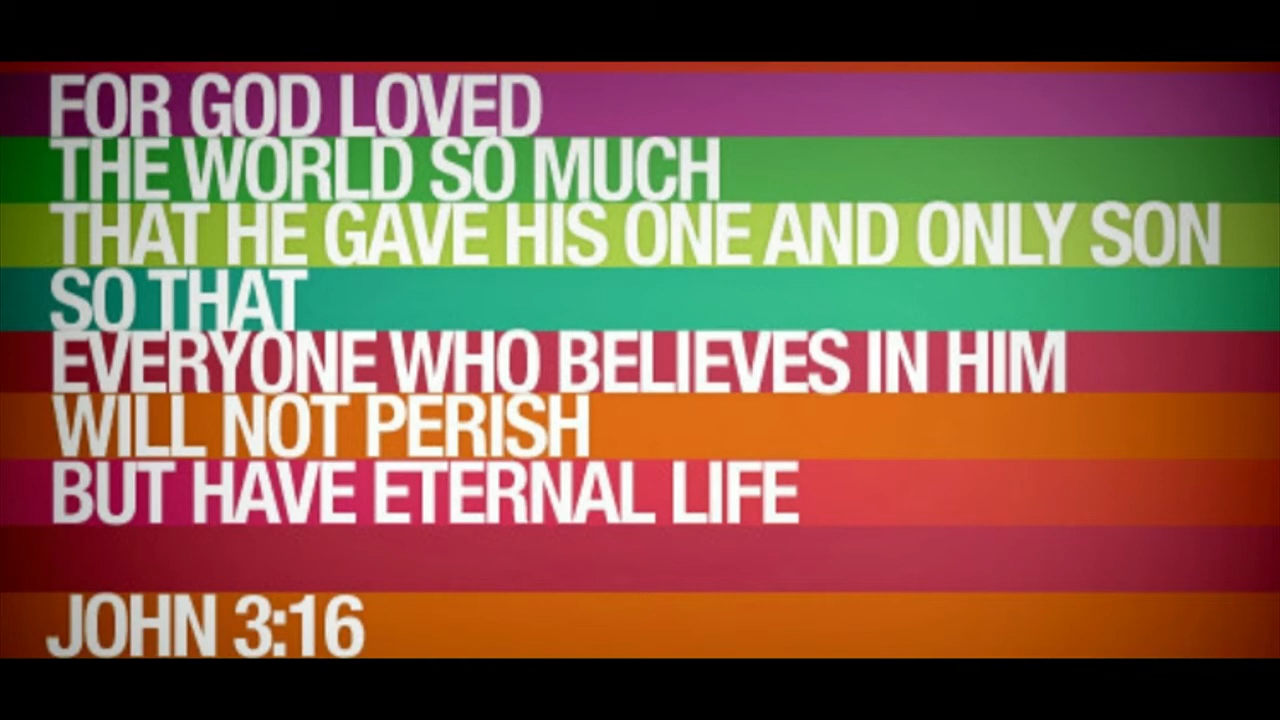 FOR GOD LOVED
THE WORLD SO MUCH
THAT HE GAVE HIS ONE AND ONLY SON
SO THAT
EVERYONE WHO BELIEVES IN HIM
WILL NOT PERISH
BUT HAVE ETERNAL LIFE
JOHN 3:16